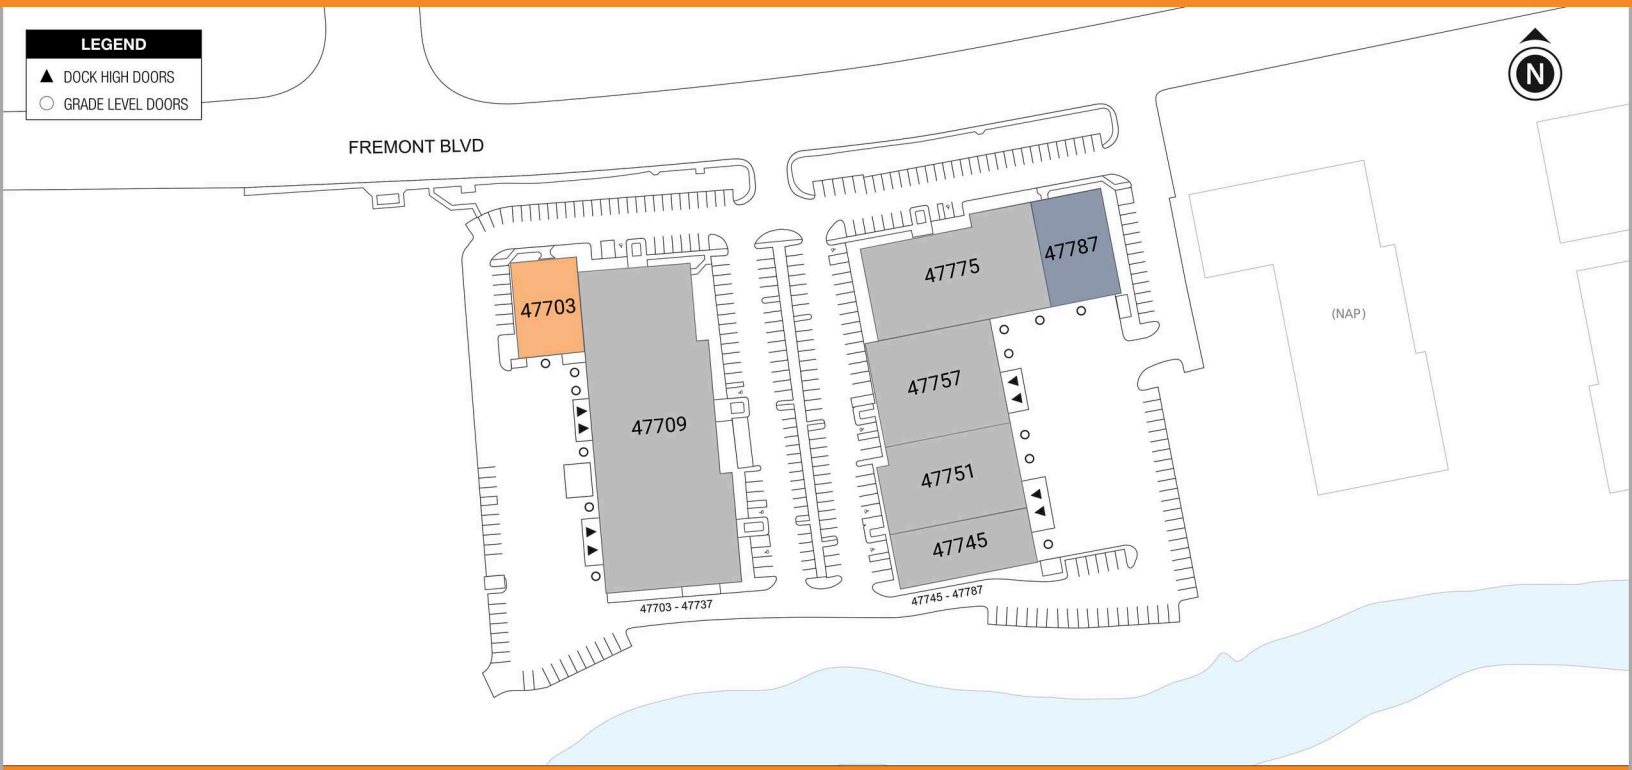 LEGEND
DOCK HIGH DOORS
GRADE LEVEL DOORS
N
FREMONT BLVD
47703
47709
47775
47787
47757
47751
47745
(NAP)
47703 - 47737
47745 - 47787